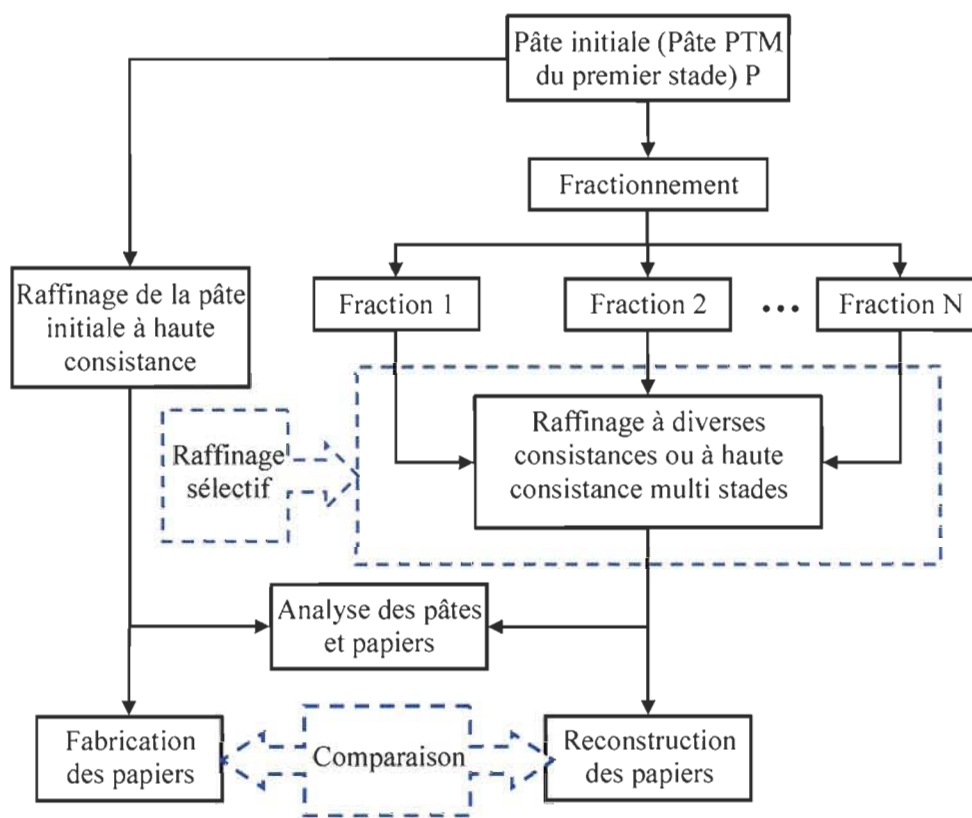 Pâte initiale (Pâte PTM
du premier stade) P
Fractionnement
Raffinage de la pâte
initiale à haute
consistance
Fraction 1
Fraction 2
...
Fraction N
Raffinage
sélectif
Raffinage à diverses
consistances ou à haute
consistance multi stades
Analyse des pâtes
et papiers
Fabrication
des papiers
Comparaison
Reconstruction
des papiers